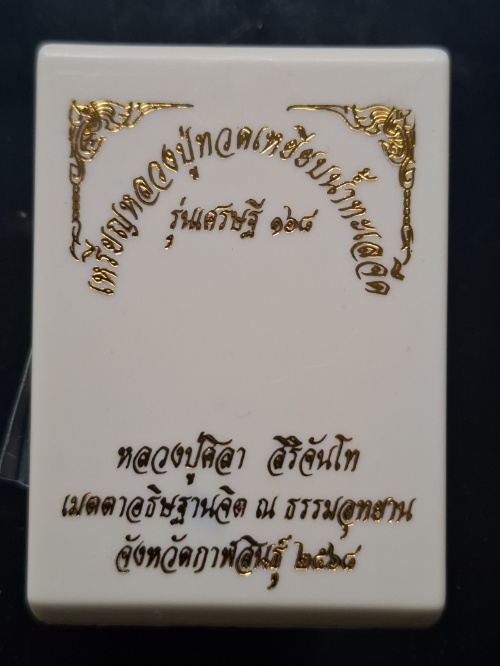 เหรียญหลวงปู่ทวดเหยียบน้ำทะเลจืด
รุ่นเศรษฐี ๑๖๘
หลวงปู่ศิลา สิริจันโท
เมตตาอธิษฐานจิต ณ ธรรมอุทยาน
จังหวัดกาฬสินธุ์ ๒๕๖๘